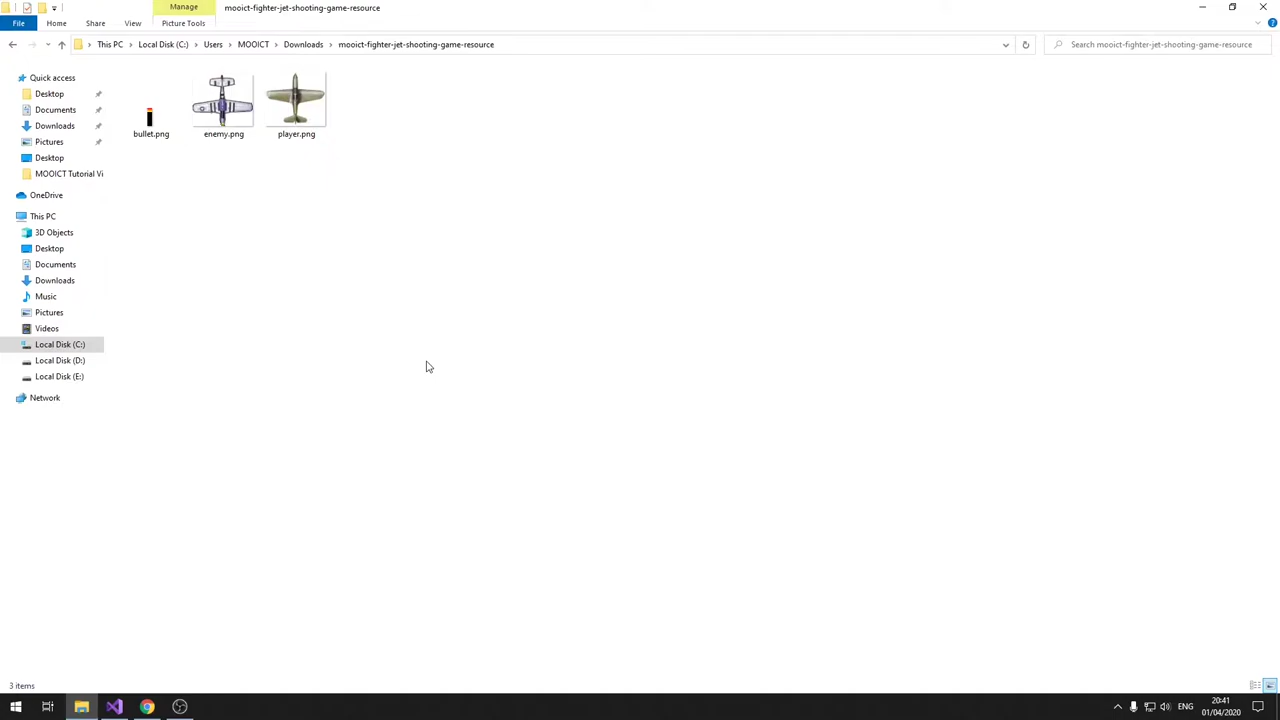 Manage
mooict-fighter-jet-shooting-game-resource
File
Home
Share
View
Picture Tools
This PC
Local Disk (C:)
Users
MOOICT
Downloads
mooict-fighter-jet-shooting-game-resource
Search mooict-fighter-jet-shooting-game-resource
Quick access
Desktop
Documents
Downloads
Pictures
Desktop
MOOICT Tutorial Vi
OneDrive
This PC
3D Objects
Desktop
Documents
Downloads
Music
Pictures
Videos
Local Disk (C:)
Local Disk (D:)
Local Disk (E:)
Network
bullet.png
enemy.png
player.png
3 items
ENG
20:41
01/04/2020